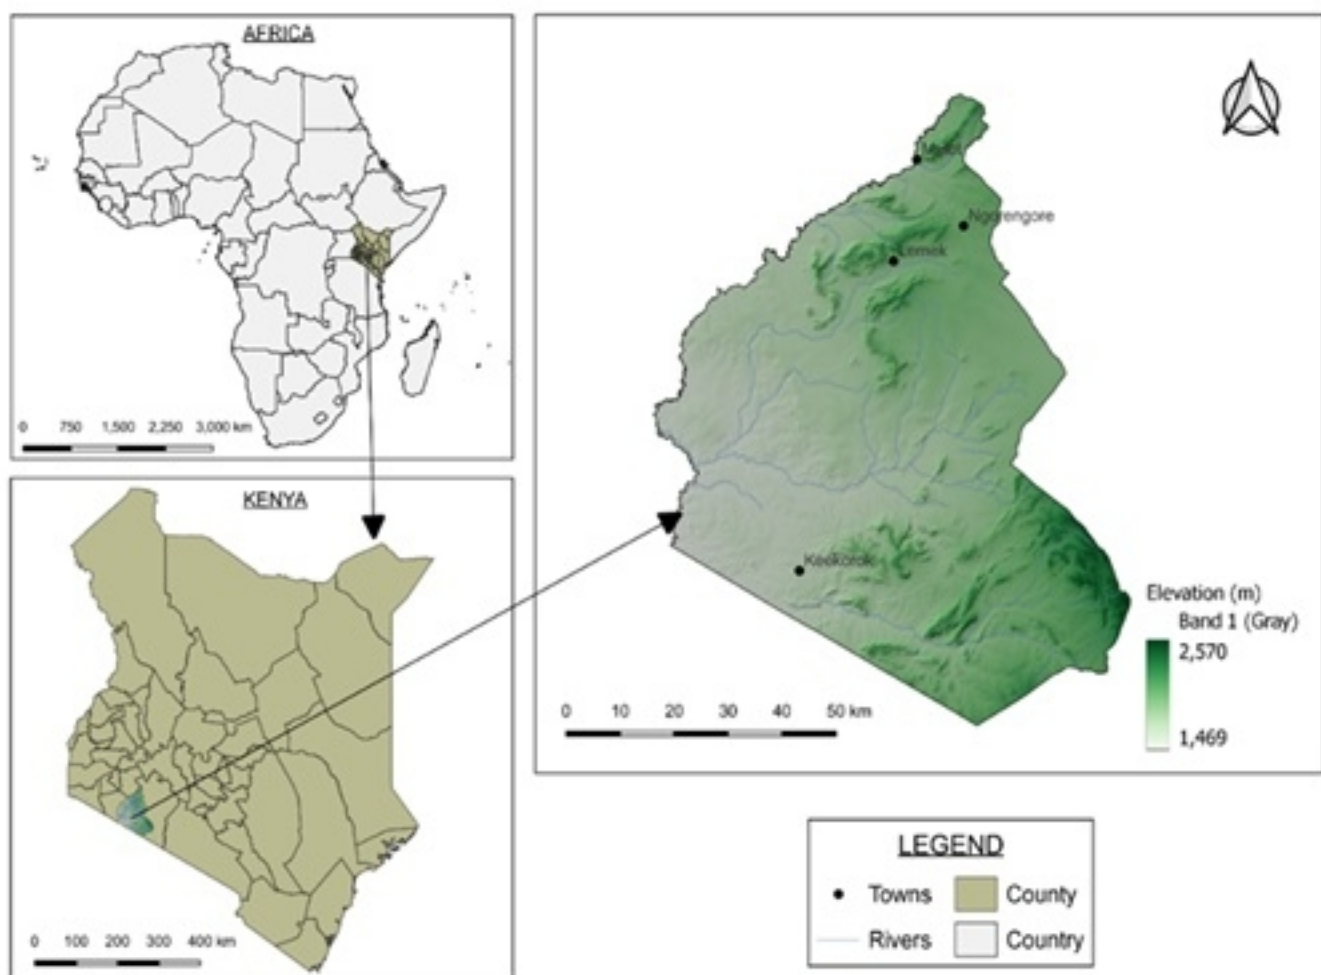 AFRICA
0 750 1,500 2,250 3,000 km
KENYA
0 100 200 300 400 km
Ngorengore
Lemek
Keekorok
0 10 20 30 40 50 km
Elevation (m)
Band 1 (Gray)
2,570
1,469
LEGEND
Towns
County
Rivers
Country